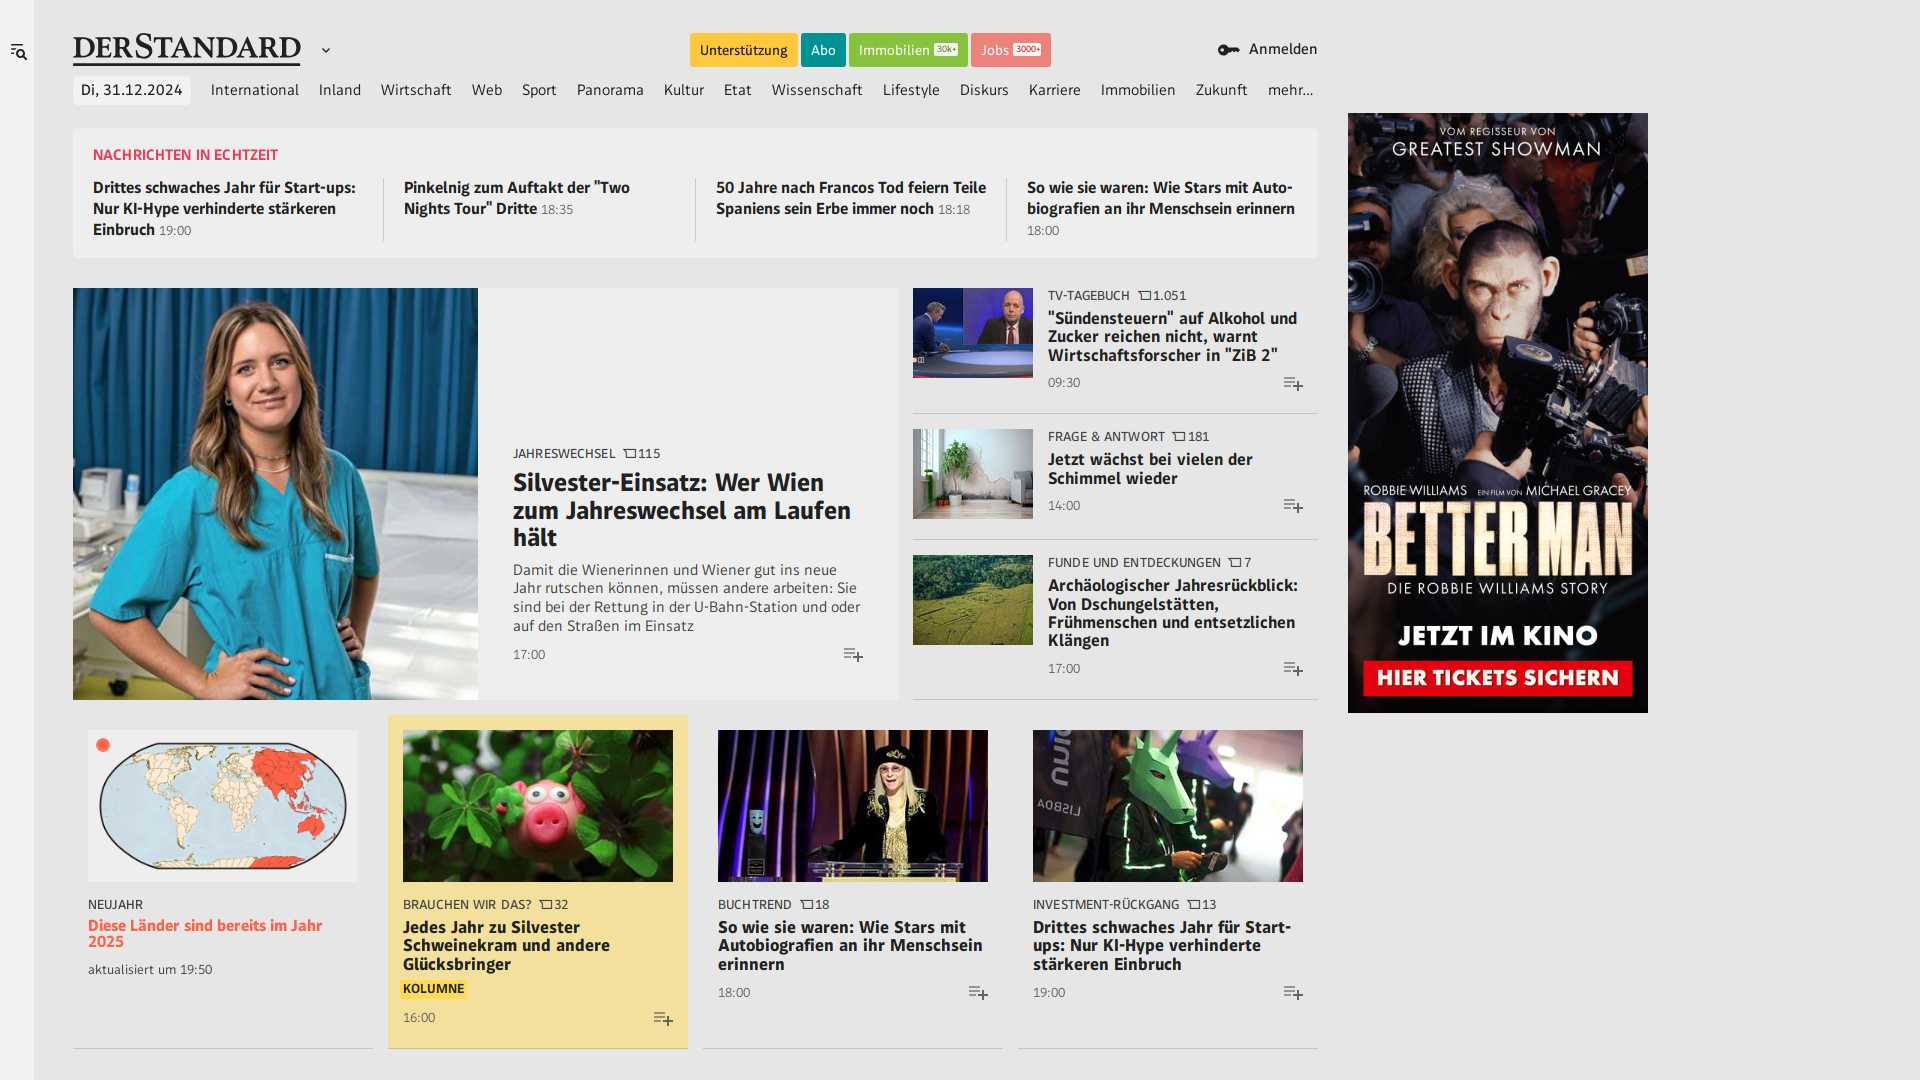 DERSTANDARD
Unterstützung
Abo
Immobilien 30k+
Jobs 3000+
Anmelden
Di, 31.12.2024
International
Inland
Wirtschaft
Web
Sport
Panorama
Kultur
Etat
Wissenschaft
Lifestyle
Diskurs
Karriere
Immobilien
Zukunft
mehr...
NACHRICHTEN IN ECHTZEIT
Drittes schwaches Jahr für Start-ups:
Nur KI-Hype verhinderte stärkeren
Einbruch 19:00
Pinkelnig zum Auftakt der "Two
Nights Tour" Dritte 18:35
50 Jahre nach Francos Tod feiern Teile
Spaniens sein Erbe immer noch 18:18
So wie sie waren: Wie Stars mit Auto-
biografien an ihr Menschsein erinnern
18:00
JAHRESWECHSEL 115
Silvester-Einsatz: Wer Wien
zum Jahreswechsel am Laufen
hält
Damit die Wienerinnen und Wiener gut ins neue
Jahr rutschen können, müssen andere arbeiten: Sie
sind bei der Rettung in der U-Bahn-Station und oder
auf den Straßen im Einsatz
17:00
TV-TAGEBUCH 1.051
"Sündensteuern" auf Alkohol und
Zucker reichen nicht, warnt
Wirtschaftsforscher in "ZiB 2"
09:30
FRAGE & ANTWORT 181
Jetzt wächst bei vielen der
Schimmel wieder
14:00
FUNDE UND ENTDECKUNGEN 7
Archäologischer Jahresrückblick:
Von Dschungelstätten,
Frühmenschen und entsetzlichen
Klängen
17:00
VOM REGISSEUR VON
GREATEST SHOWMAN
ROBBIE WILLIAMS EIN FILM VON MICHAEL GRACEY
BETTER MAN
DIE ROBBIE WILLIAMS STORY
JETZT IM KINO
HIER TICKETS SICHERN
NEUJAHR
Diese Länder sind bereits im Jahr
2025
aktualisiert um 19:50
BRAUCHEN WIR DAS? 32
Jedes Jahr zu Silvester
Schweinekram und andere
Glücksbringer
KOLUMNE
16:00
BUCHTREND 18
So wie sie waren: Wie Stars mit
Autobiografien an ihr Menschsein
erinnern
18:00
LISBOA
INVESTMENT-RÜCKGANG 13
Drittes schwaches Jahr für Start-
ups: Nur KI-Hype verhinderte
stärkeren Einbruch
19:00